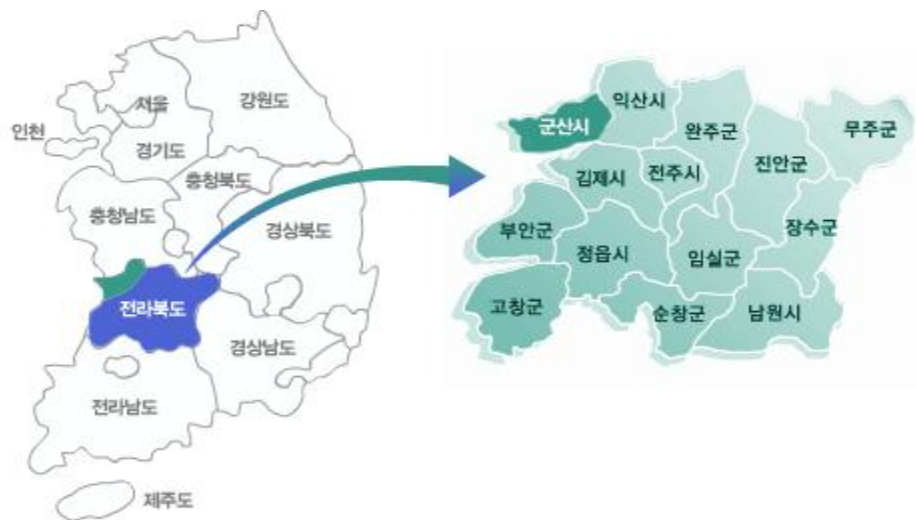 서울
강원도
인천
경기도
충청북도
충청남도
경상북도
전라북도
경상남도
전라남도
제주도
군산시
익산시
완주군
무주군
김제시
전주시
진안군
부안군
정읍시
임실군
장수군
고창군
순창군
남원시